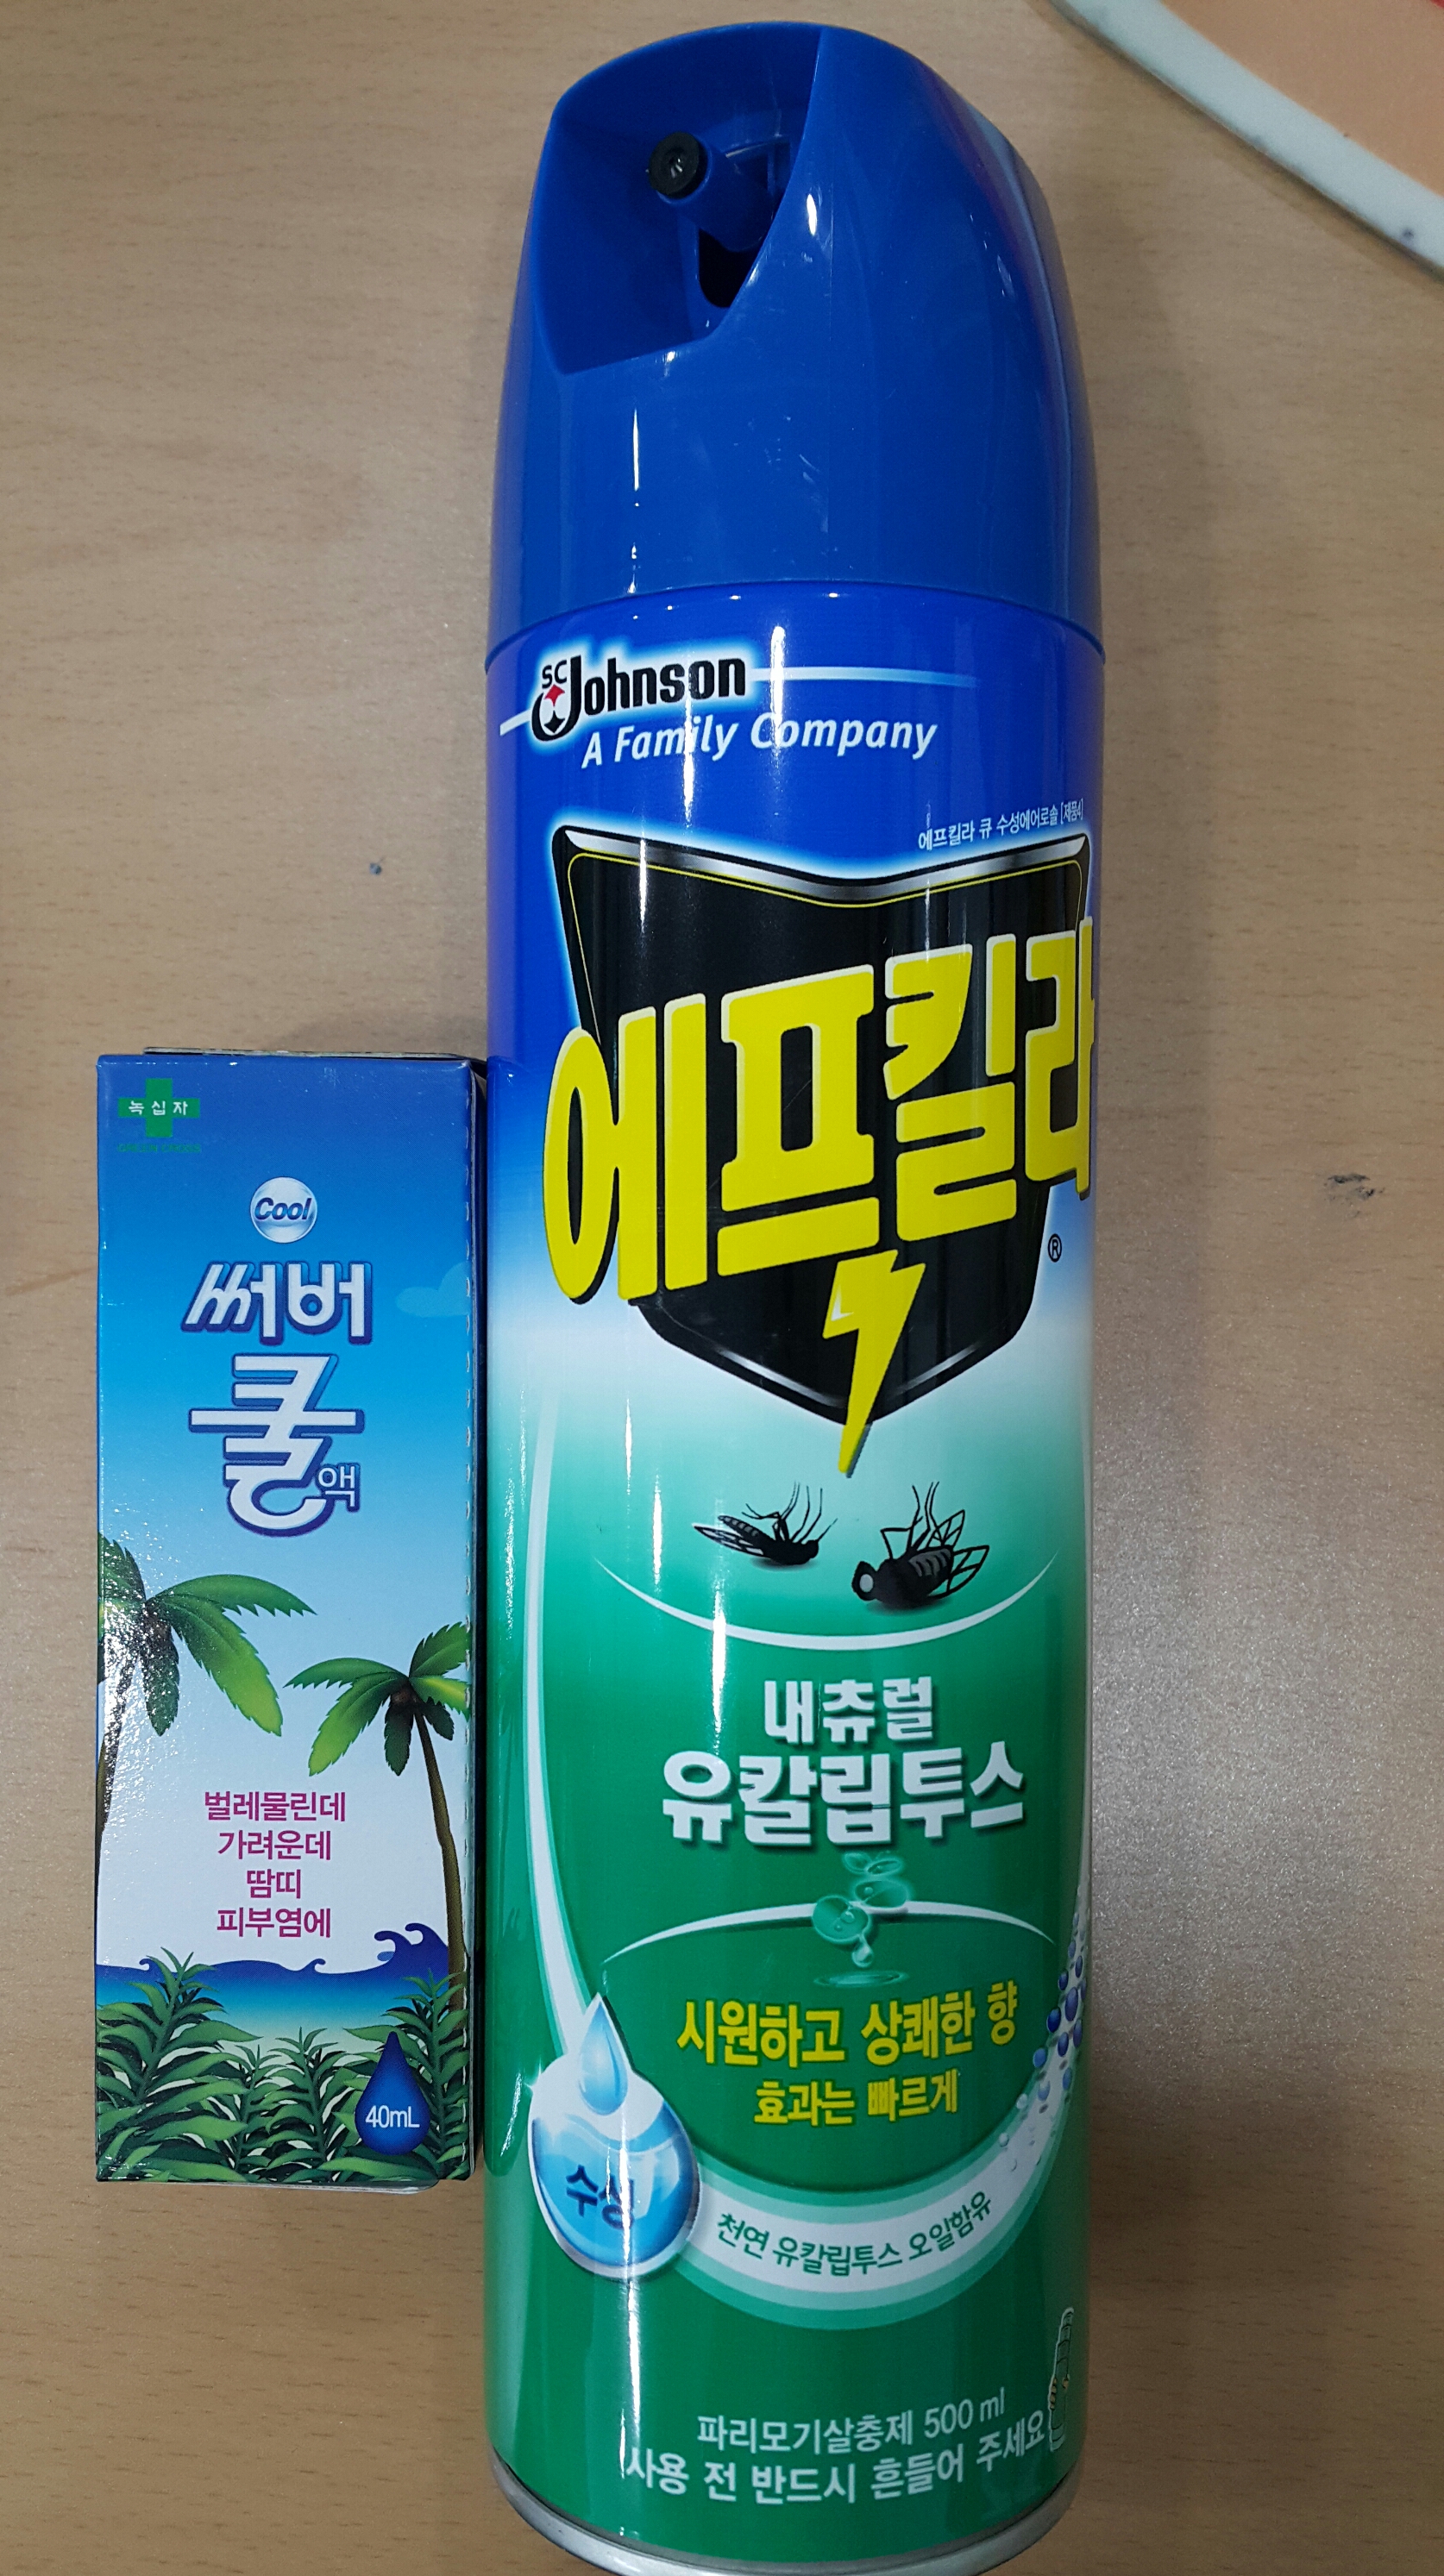 녹십자
GREEN CROSS
Cool
써버
쿨액
벌레물린데
가려운데
땀띠
피부염에
40mL
SC Johnson
A Family Company
에프킬라 큐 수성에어로솔 [제품4]
에프킬라
®
내츄럴
유칼립투스
시원하고 상쾌한 향
효과는 빠르게
수성
천연 유칼립투스 오일함유
파리모기살충제 500 ml
사용 전 반드시 흔들어 주세요